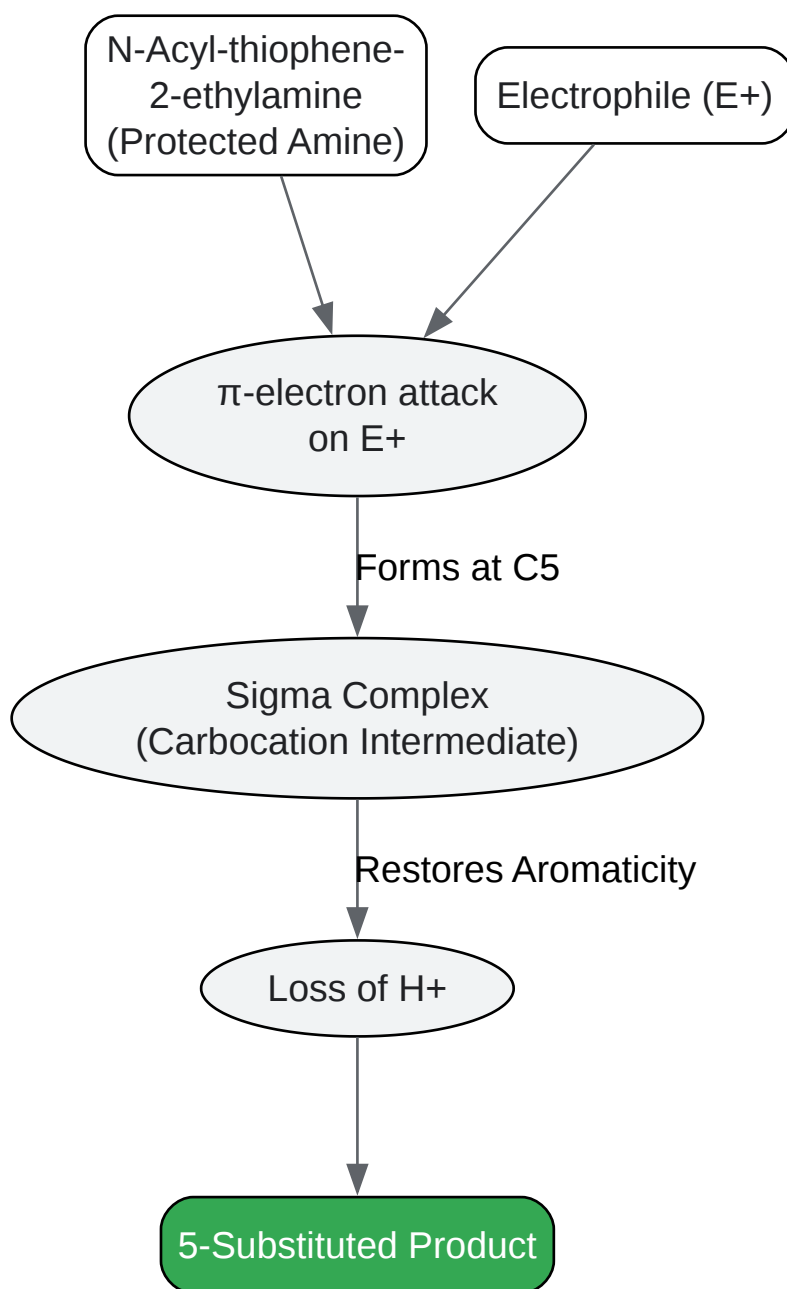 N-Acyl-thiophene-
2-ethylamine
(Protected Amine)
Electrophile (E+)
π-electron attack
on E+
Forms at C5
Sigma Complex
(Carbocation Intermediate)
Restores Aromaticity
Loss of H+
5-Substituted Product